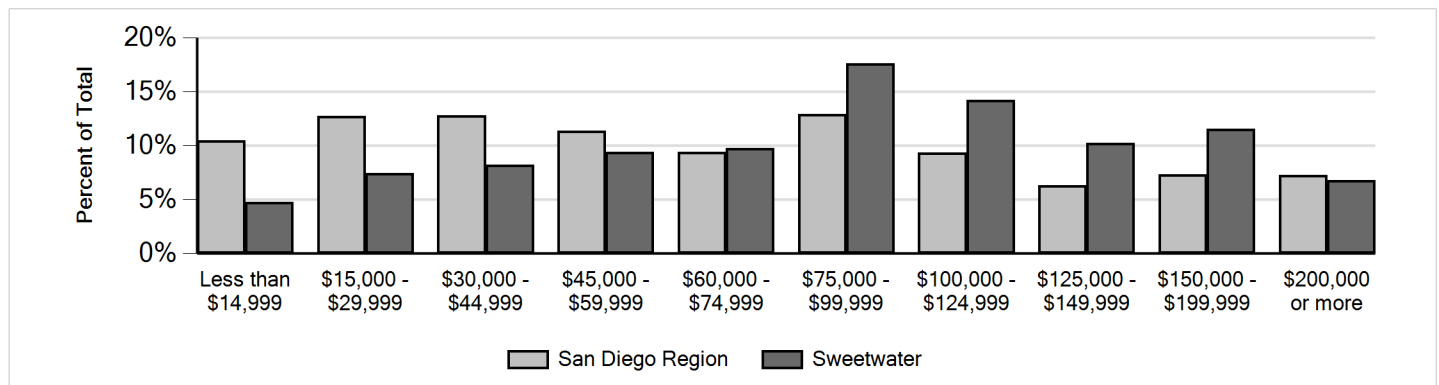 Percent of Total
20%
15%
10%
5%
0%
Less than $14,999
$15,000 - $29,999
$30,000 - $44,999
$45,000 - $59,999
$60,000 - $74,999
$75,000 - $99,999
$100,000 - $124,999
$125,000 - $149,999
$150,000 - $199,999
$200,000 or more
San Diego Region
Sweetwater